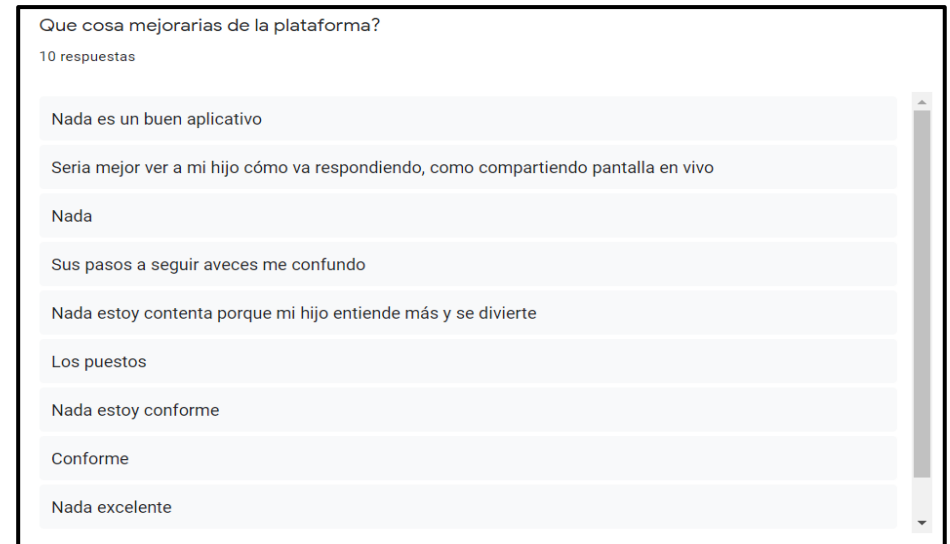 Que cosa mejorarias de la plataforma?
10 respuestas
Nada es un buen aplicativo
Seria mejor ver a mi hijo cómo va respondiendo, como compartiendo pantalla en vivo
Nada
Sus pasos a seguir aveces me confundo
Nada estoy contenta porque mi hijo entiende más y se divierte
Los puestos
Nada estoy conforme
Conforme
Nada excelente